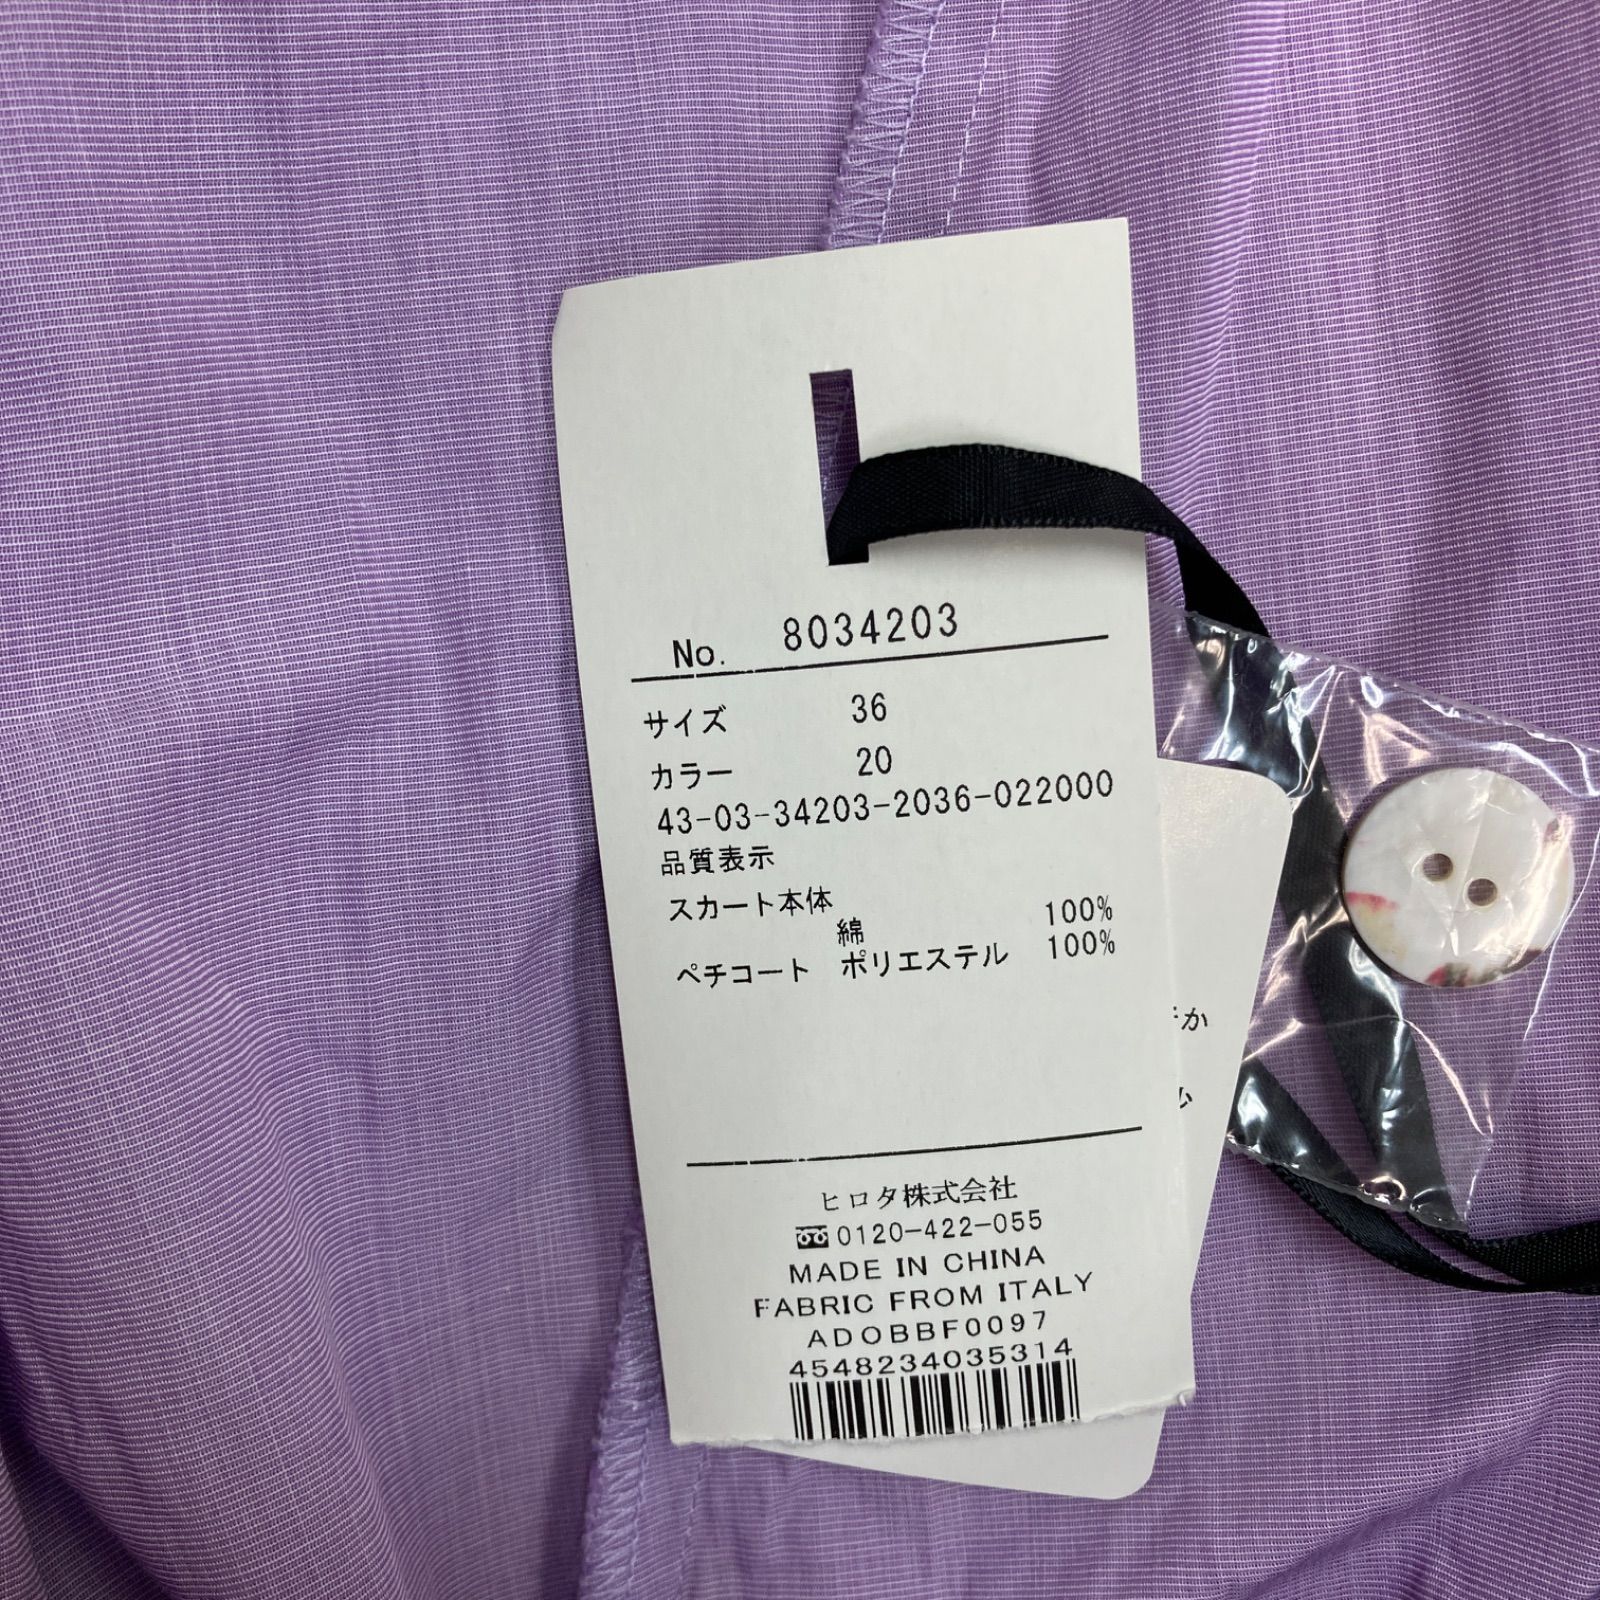 No. 8034203
サイズ 36
カラー 20
43-03-34203-2036-022000
品質表示
スカート本体
綿 100%
ペチコート ポリエステル 100%
ヒロタ株式会社
0120-422-055
MADE IN CHINA
FABRIC FROM ITALY
ADOBBF0097
4548234035314
か